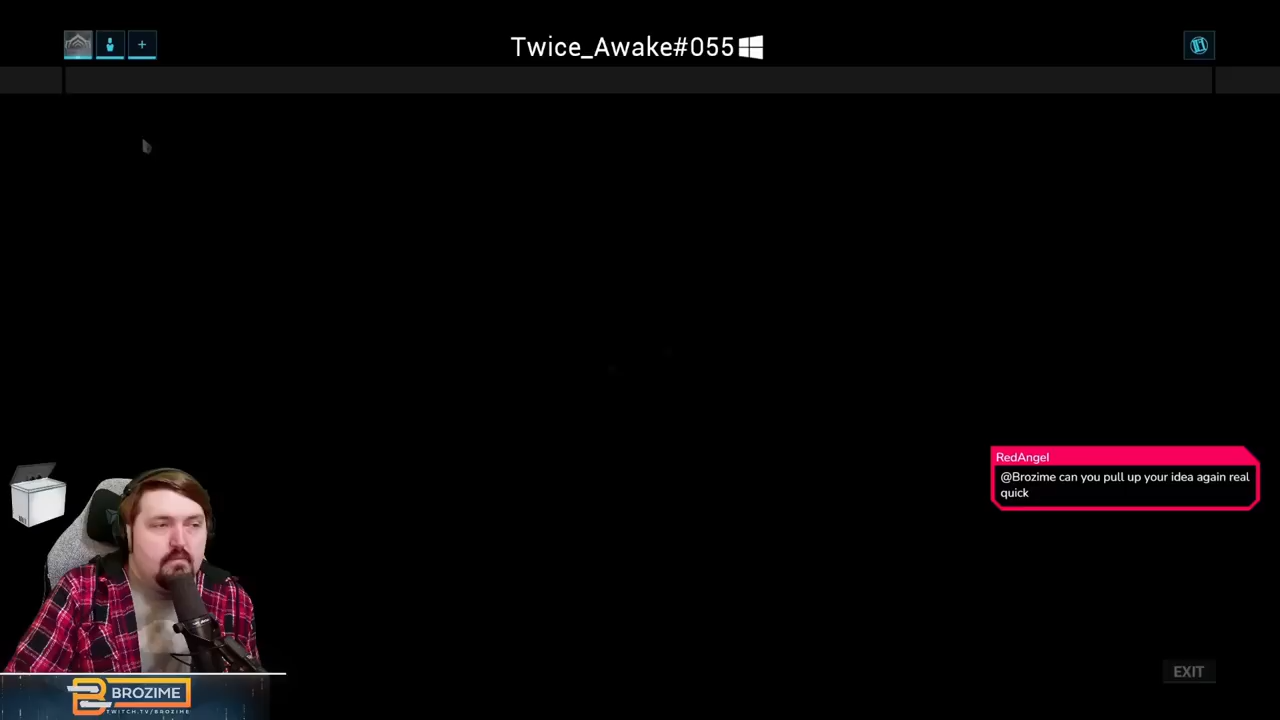 Twice_Awake#055
RedAngel
@Brozime can you pull up your idea again real
quick
EXIT
BROZIME
TWITCH.TV/BROZIME